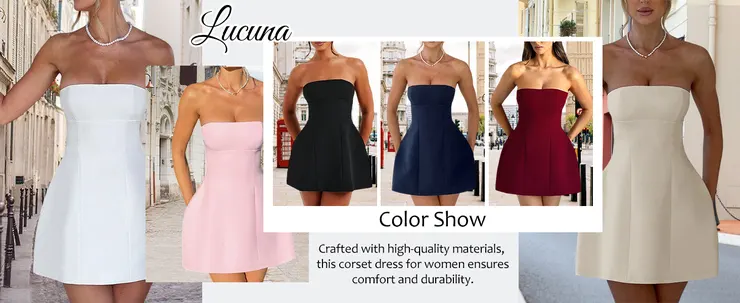 Lucuna
Color Show
Crafted with high-quality materials,
this corset dress for women ensures
comfort and durability.